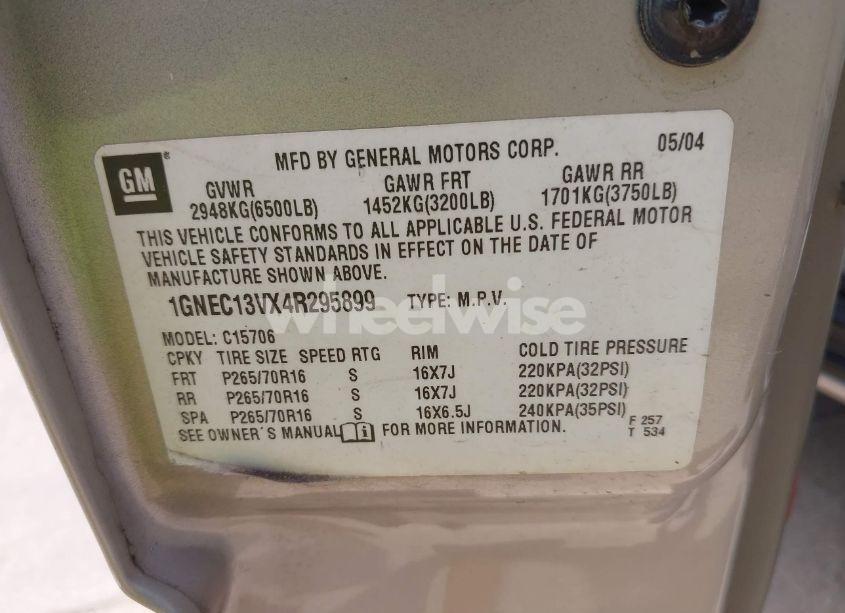 GM
®
MFD BY GENERAL MOTORS CORP. 05/04
GVWR GAWR FRT GAWR RR
2948KG(6500LB) 1452KG(3200LB) 1701KG(3750LB)
THIS VEHICLE CONFORMS TO ALL APPLICABLE U.S. FEDERAL MOTOR
VEHICLE SAFETY STANDARDS IN EFFECT ON THE DATE OF
MANUFACTURE SHOWN ABOVE.
1GNEC13VX4R295899 TYPE: M.P.V.
wheelwise
MODEL: C15706
CPKY TIRE SIZE SPEED RTG RIM COLD TIRE PRESSURE
FRT P265/70R16 S 16X7J 220KPA(32PSI)
RR P265/70R16 S 16X7J 220KPA(32PSI)
SPA P265/70R16 S 16X6.5J 240KPA(35PSI)
SEE OWNER'S MANUAL FOR MORE INFORMATION.
F 257
T 534